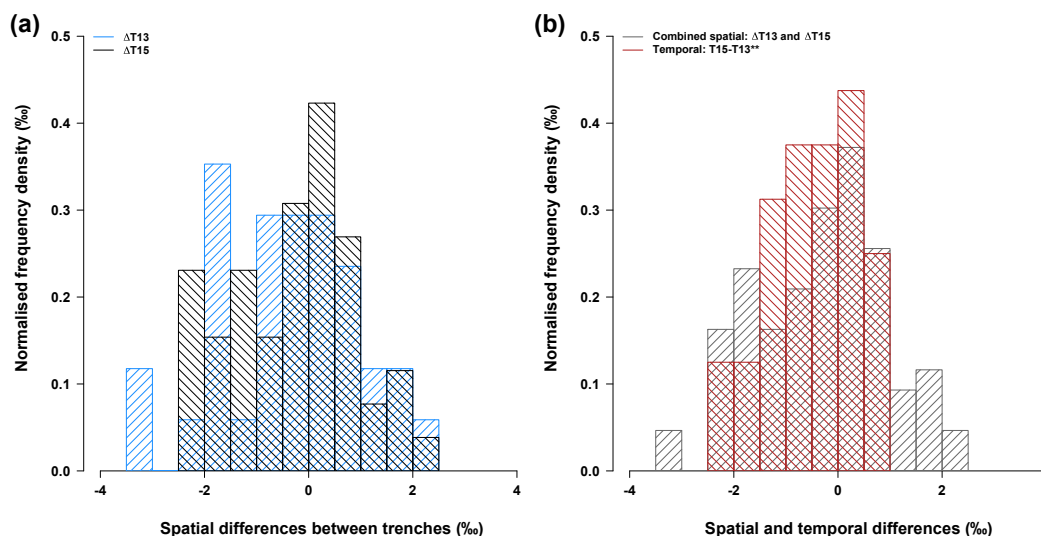 (a)
ΔT13
ΔT15
0.5
0.4
0.3
0.2
0.1
0.0
-4
-2
0
2
4
Normalised frequency density (‰)
Spatial differences between trenches (‰)
(b)
Combined spatial: ΔT13 and ΔT15
Temporal: T15-T13**
0.5
0.4
0.3
0.2
0.1
0.0
-4
-2
0
2
Normalised frequency density (‰)
Spatial and temporal differences (‰)